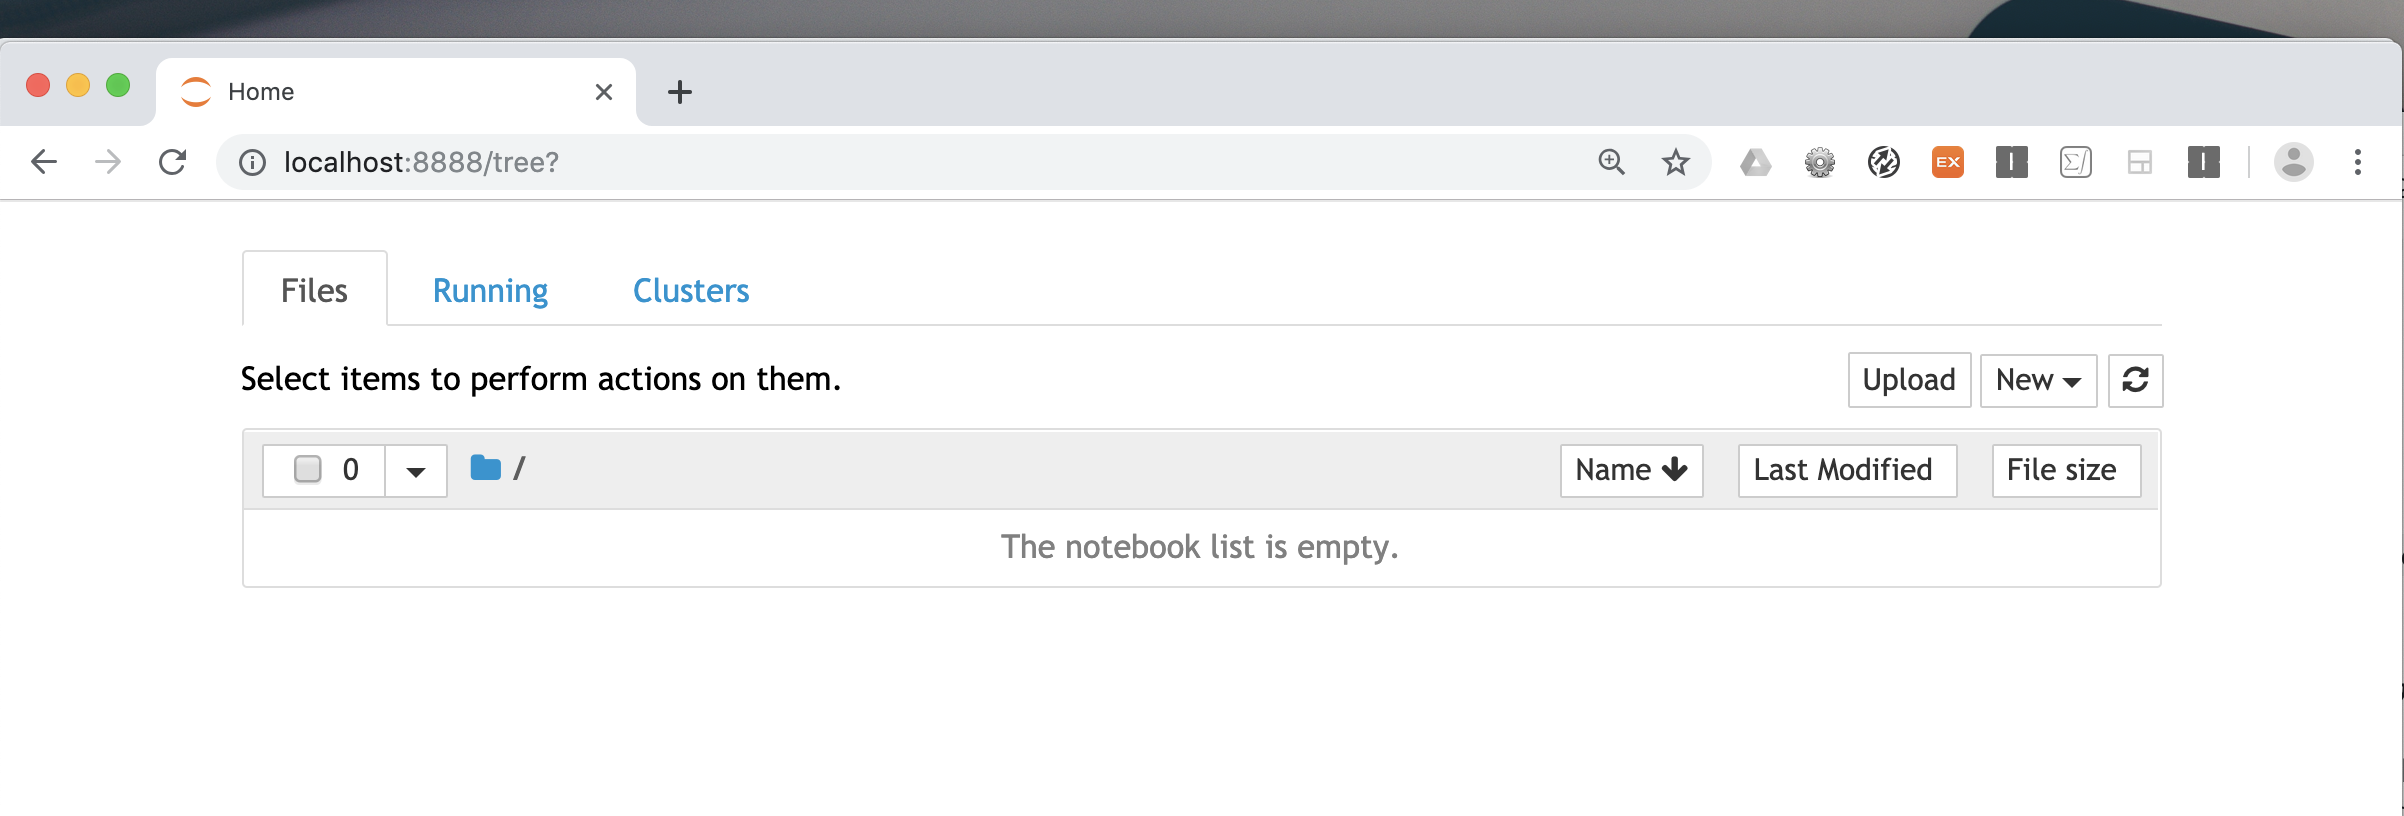 Home
localhost:8888/tree?
EX
Files Running Clusters
Select items to perform actions on them.
Upload New
0 / Name Last Modified File size
The notebook list is empty.